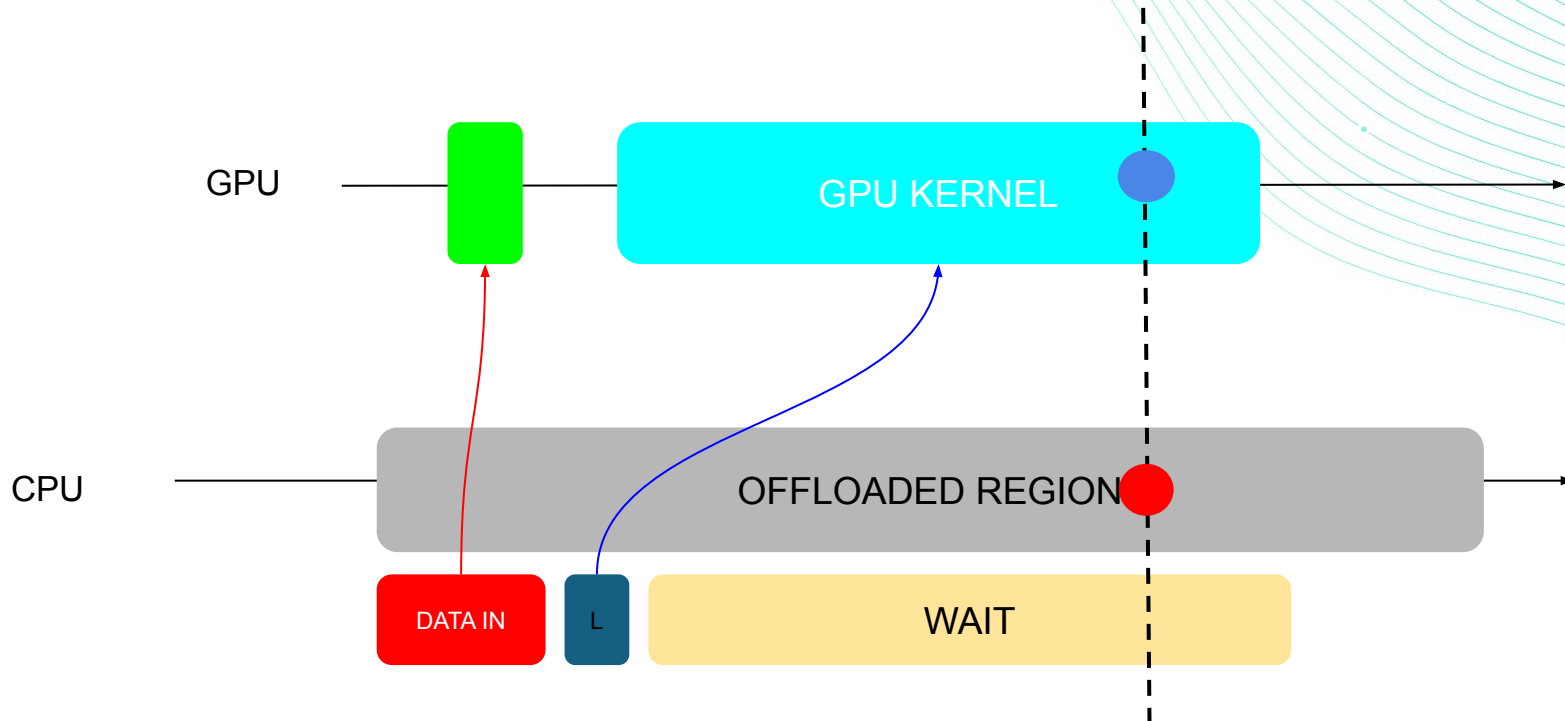 GPU
GPU KERNEL
CPU
OFFLOADED REGION
DATA IN
L
WAIT